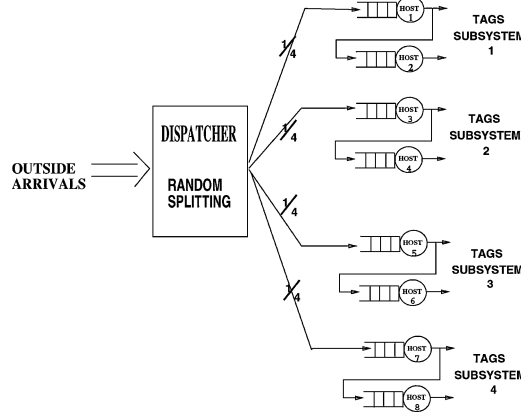 HOST
1
TAGS
SUBSYSTEM
1
1/4
HOST
2
HOST
3
TAGS
SUBSYSTEM
2
1/4
HOST
4
DISPATCHER
RANDOM
SPLITTING
OUTSIDE
ARRIVALS
1/4
HOST
5
TAGS
SUBSYSTEM
3
HOST
6
1/4
HOST
7
TAGS
SUBSYSTEM
4
HOST
8